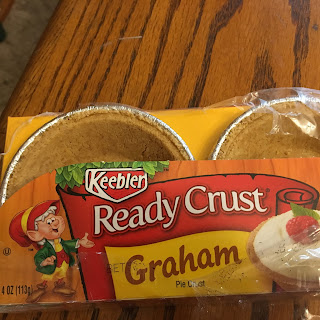 Keebler
Ready Crust
Graham
Pie Crust
4 OZ (113g)